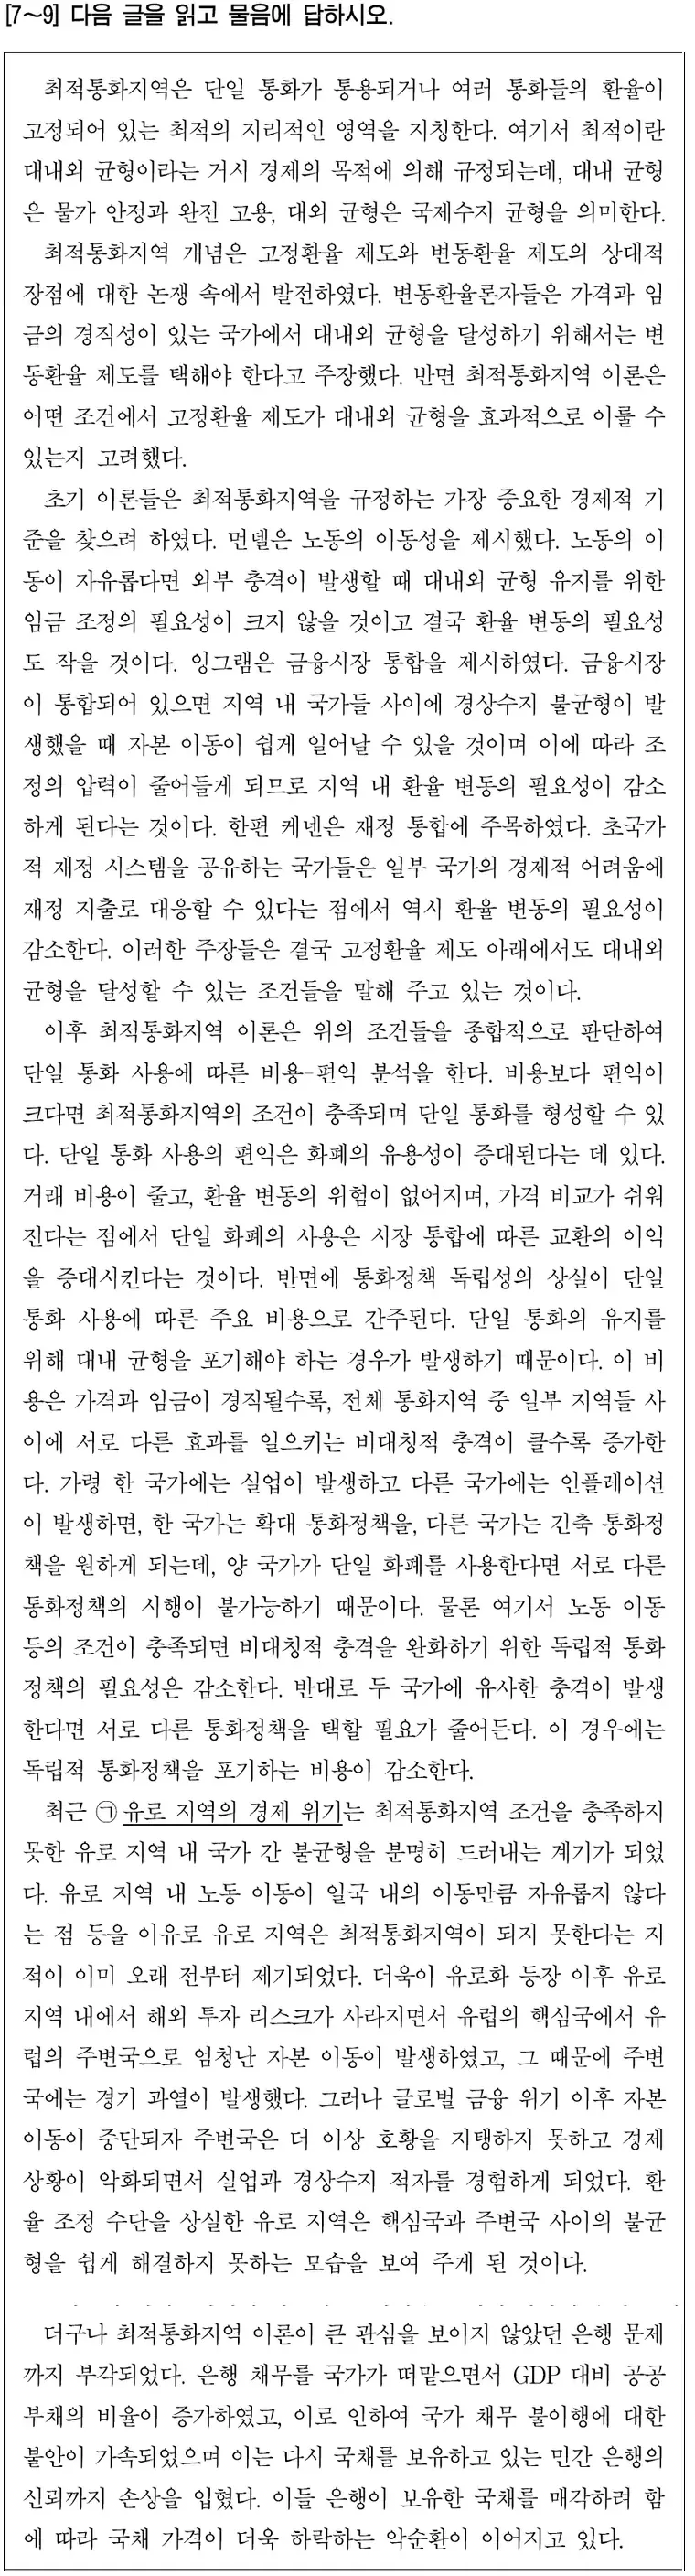 [7～9] 다음 글을 읽고 물음에 답하시오.
최적통화지역은 단일 통화가 통용되거나 여러 통화들의 환율이
고정되어 있는 최적의 지리적인 영역을 지칭한다. 여기서 최적이란
대내외 균형이라는 거시 경제의 목적에 의해 규정되는데, 대내 균형
은 물가 안정과 완전 고용, 대외 균형은 국제수지 균형을 의미한다.
최적통화지역 개념은 고정환율 제도와 변동환율 제도의 상대적
장점에 대한 논쟁 속에서 발전하였다. 변동환율론자들은 가격과 임
금의 경직성이 있는 국가에서 대내외 균형을 달성하기 위해서는 변
동환율 제도를 택해야 한다고 주장했다. 반면 최적통화지역 이론은
어떤 조건에서 고정환율 제도가 대내외 균형을 효과적으로 이룰 수
있는지 고려했다.
초기 이론들은 최적통화지역을 규정하는 가장 중요한 경제적 기
준을 찾으려 하였다. 먼델은 노동의 이동성을 제시했다. 노동의 이
동이 자유롭다면 외부 충격이 발생할 때 대내외 균형 유지를 위한
임금 조정의 필요성이 크지 않을 것이고 결국 환율 변동의 필요성
도 작을 것이다. 잉그램은 금융시장 통합을 제시하였다. 금융시장
이 통합되어 있으면 지역 내 국가들 사이에 경상수지 불균형이 발
생했을 때 자본 이동이 쉽게 일어날 수 있을 것이며 이에 따라 조
정의 압력이 줄어들게 되므로 지역 내 환율 변동의 필요성이 감소
하게 된다는 것이다. 한편 케넨은 재정 통합에 주목하였다. 초국가
적 재정 시스템을 공유하는 국가들은 일부 국가의 경제적 어려움에
재정 지출로 대응할 수 있다는 점에서 역시 환율 변동의 필요성이
감소한다. 이러한 주장들은 결국 고정환율 제도 아래에서도 대내외
균형을 달성할 수 있는 조건들을 말해 주고 있는 것이다.
이후 최적통화지역 이론은 위의 조건들을 종합적으로 판단하여
단일 통화 사용에 따른 비용-편익 분석을 한다. 비용보다 편익이
크다면 최적통화지역의 조건이 충족되며 단일 통화를 형성할 수 있
다. 단일 통화 사용의 편익은 화폐의 유용성이 증대된다는 데 있다.
거래 비용이 줄고, 환율 변동의 위험이 없어지며, 가격 비교가 쉬워
진다는 점에서 단일 화폐의 사용은 시장 통합에 따른 교환의 이익
을 증대시킨다는 것이다. 반면에 통화정책 독립성의 상실이 단일
통화 사용에 따른 주요 비용으로 간주된다. 단일 통화의 유지를
위해 대내 균형을 포기해야 하는 경우가 발생하기 때문이다. 이 비
용은 가격과 임금이 경직될수록, 전체 통화지역 중 일부 지역들 사
이에 서로 다른 효과를 일으키는 비대칭적 충격이 클수록 증가한
다. 가령 한 국가에는 실업이 발생하고 다른 국가에는 인플레이션
이 발생하면, 한 국가는 확대 통화정책을, 다른 국가는 긴축 통화정
책을 원하게 되는데, 양 국가가 단일 화폐를 사용한다면 서로 다른
통화정책의 시행이 불가능하기 때문이다. 물론 여기서 노동 이동
등의 조건이 충족되면 비대칭적 충격을 완화하기 위한 독립적 통화
정책의 필요성은 감소한다. 반대로 두 국가에 유사한 충격이 발생
한다면 서로 다른 통화정책을 택할 필요가 줄어든다. 이 경우에는
독립적 통화정책을 포기하는 비용이 감소한다.
최근 ㉠유로 지역의 경제 위기는 최적통화지역 조건을 충족하지
못한 유로 지역 내 국가 간 불균형을 분명히 드러내는 계기가 되었
다. 유로 지역 내 노동 이동이 일국 내의 이동만큼 자유롭지 않다
는 점 등을 이유로 유로 지역은 최적통화지역이 되지 못한다는 지
적이 이미 오래 전부터 제기되었다. 더욱이 유로화 등장 이후 유로
지역 내에서 해외 투자 리스크가 사라지면서 유럽의 핵심국에서 유
럽의 주변국으로 엄청난 자본 이동이 발생하였고, 그 때문에 주변
국에는 경기 과열이 발생했다. 그러나 글로벌 금융 위기 이후 자본
이동이 중단되자 주변국은 더 이상 호황을 지탱하지 못하고 경제
상황이 악화되면서 실업과 경상수지 적자를 경험하게 되었다. 환
율 조정 수단을 상실한 유로 지역은 핵심국과 주변국 사이의 불균
형을 쉽게 해결하지 못하는 모습을 보여 주게 된 것이다.
더구나 최적통화지역 이론이 큰 관심을 보이지 않았던 은행 문제
까지 부각되었다. 은행 채무를 국가가 떠맡으면서 GDP 대비 공공
부채의 비율이 증가하였고, 이로 인하여 국가 채무 불이행에 대한
불안이 가속되었으며 이는 다시 국채를 보유하고 있는 민간 은행의
신뢰까지 손상을 입혔다. 이들 은행이 보유한 국채를 매각하려 함
에 따라 국채 가격이 더욱 하락하는 악순환이 이어지고 있다.